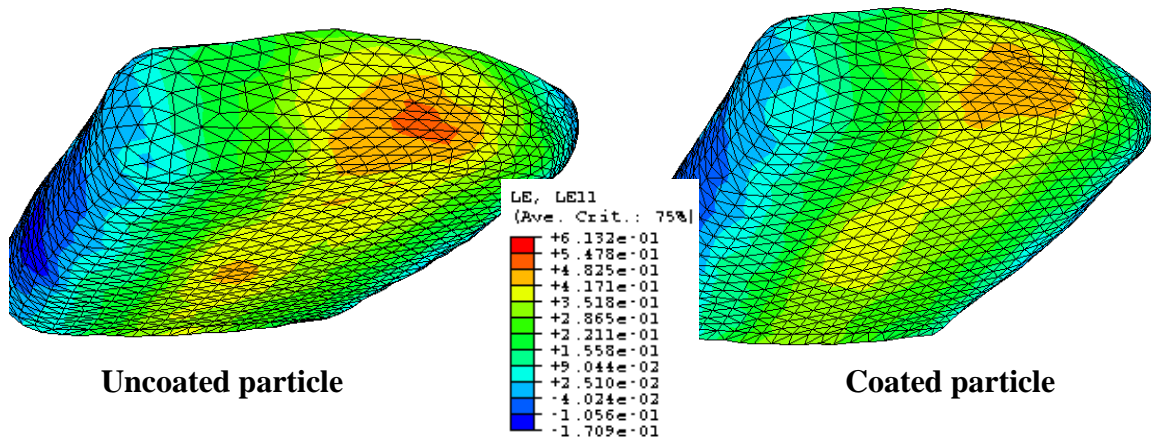 LE, LE11
(Ave. Crit.: 75%)
+6.132e-01
+5.478e-01
+4.825e-01
+4.171e-01
+3.518e-01
+2.865e-01
+2.211e-01
+1.558e-01
+9.044e-02
+2.510e-02
-4.024e-02
-1.056e-01
-1.709e-01
Uncoated particle
Coated particle